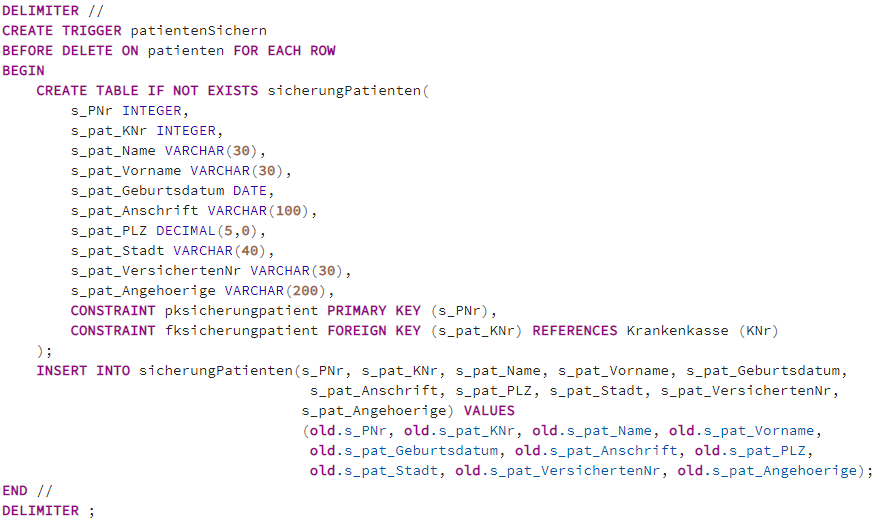 DELIMITER //
CREATE TRIGGER patientenSichern
BEFORE DELETE ON patienten FOR EACH ROW
BEGIN
    CREATE TABLE IF NOT EXISTS sicherungPatienten(
        s_PNr INTEGER,
        s_pat_KNr INTEGER,
        s_pat_Name VARCHAR(30),
        s_pat_Vorname VARCHAR(30),
        s_pat_Geburtsdatum DATE,
        s_pat_Anschrift VARCHAR(100),
        s_pat_PLZ DECIMAL(5,0),
        s_pat_Stadt VARCHAR(40),
        s_pat_VersichertenNr VARCHAR(30),
        s_pat_Angehoerige VARCHAR(200),
        CONSTRAINT pksicherungpatient PRIMARY KEY (s_PNr),
        CONSTRAINT fksicherungpatient FOREIGN KEY (s_pat_KNr) REFERENCES Krankenkasse (KNr)
    );
    INSERT INTO sicherungPatienten(s_PNr, s_pat_KNr, s_pat_Name, s_pat_Vorname, s_pat_Geburtsdatum,
                                    s_pat_Anschrift, s_pat_PLZ, s_pat_Stadt, s_pat_VersichertenNr,
                                   s_pat_Angehoerige) VALUES
                                   (old.s_PNr, old.s_pat_KNr, old.s_pat_Name, old.s_pat_Vorname,
                                    old.s_pat_Geburtsdatum, old.s_pat_Anschrift, old.s_pat_PLZ,
                                    old.s_pat_Stadt, old.s_pat_VersichertenNr, old.s_pat_Angehoerige);
END //
DELIMITER ;